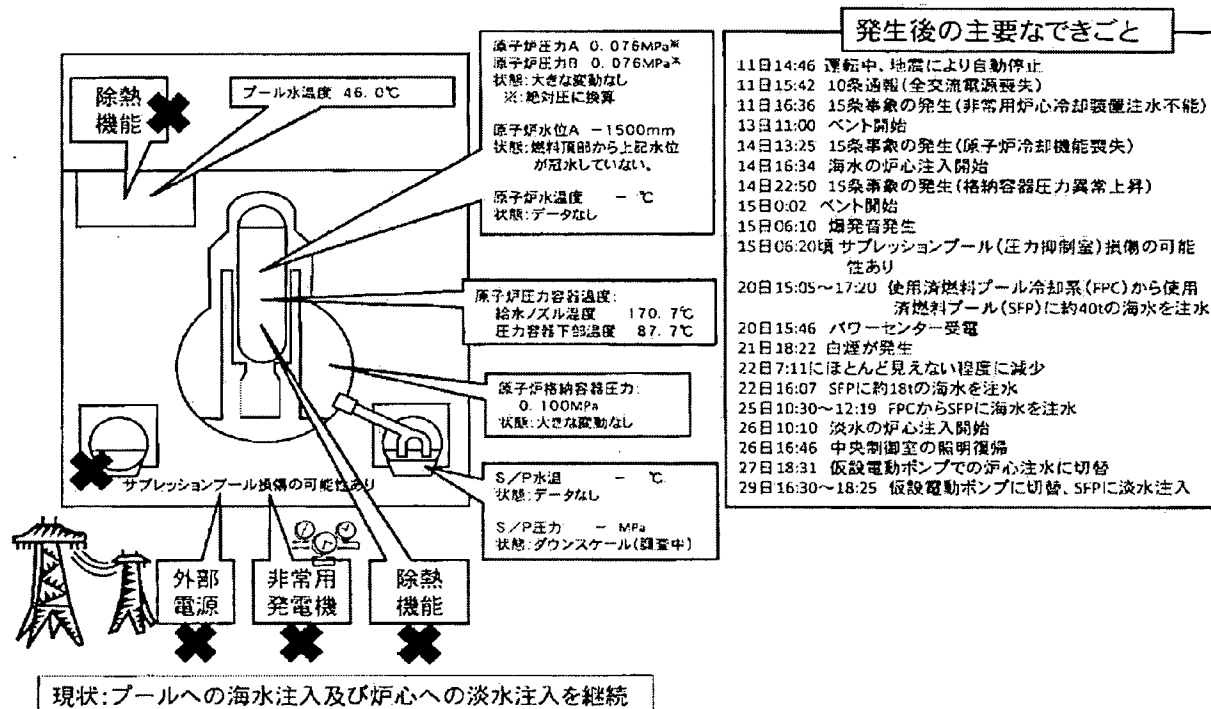 除熱
機能
プール水温度 46.0℃
原子炉圧力A 0.076MPa※
原子炉圧力B 0.076MPa※
状態:大きな変動なし
※:絶対圧に換算
原子炉水位A -1500mm
状態:燃料頂部から上記水位
が冠水していない。
原子炉水温度 - ℃
状態:データなし
原子炉圧力容器温度:
給水ノズル温度 170.7℃
圧力容器下部温度 87.7℃
原子炉格納容器圧力:
0.100MPa
状態:大きな変動なし
S/P水温 - ℃
状態:データなし
S/P圧力 - MPa
状態:ダウンスケール(調査中)
サプレッションプール損傷の可能性あり
外部
電源
非常用
発電機
除熱
機能
現状:プールへの海水注入及び炉心への淡水注入を継続
発生後の主要なできごと
11日14:46 運転中、地震により自動停止
11日15:42 10条通報(全交流電源喪失)
11日16:36 15条事象の発生(非常用炉心冷却装置注水不能)
13日11:00 ベント開始
14日13:25 15条事象の発生(原子炉冷却機能喪失)
14日16:34 海水の炉心注入開始
14日22:50 15条事象の発生(格納容器圧力異常上昇)
15日0:02 ベント開始
15日06:10 爆発音発生
15日06:20頃 サプレッションプール(圧力抑制室)損傷の可能
性あり
20日15:05~17:20 使用済燃料プール冷却系(FPC)から使用
済燃料プール(SFP)に約40tの海水を注水
20日15:46 パワーセンター受電
21日18:22 白煙が発生
22日7:11にほとんど見えない程度に減少
22日16:07 SFPに約18tの海水を注水
25日10:30~12:19 FPCからSFPに海水を注水
26日10:10 淡水の炉心注入開始
26日16:46 中央制御室の照明復帰
27日18:31 仮設電動ポンプでの炉心注水に切替
29日16:30~18:25 仮設電動ポンプに切替、SFPに淡水注入